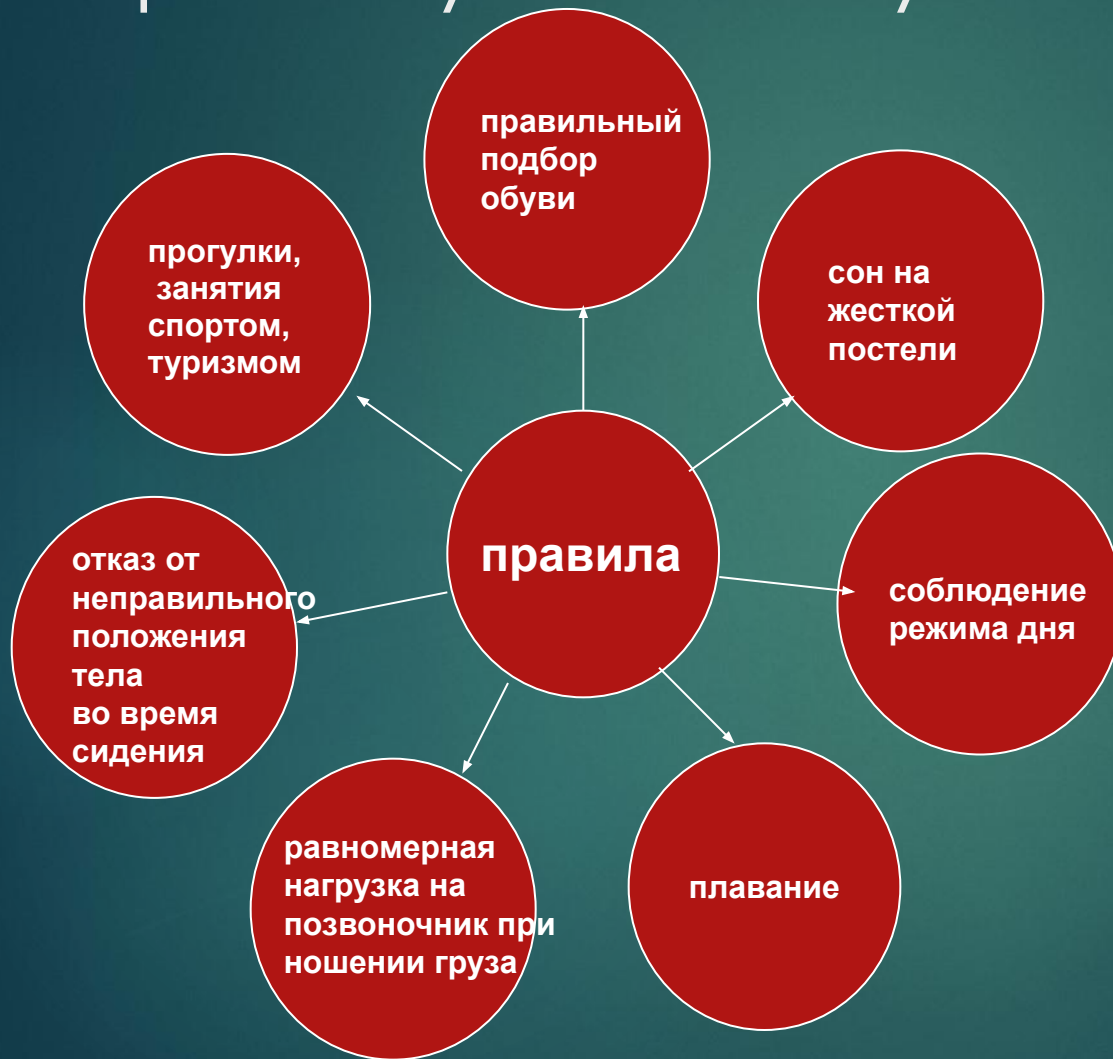 правильный
подбор
обуви
прогулки,
занятия
спортом,
туризмом
сон на
жесткой
постели
правила
отказ от
неправильного
положения
тела
во время
сидения
соблюдение
режима дня
равномерная
нагрузка на
позвоночник при
ношении груза
плавание